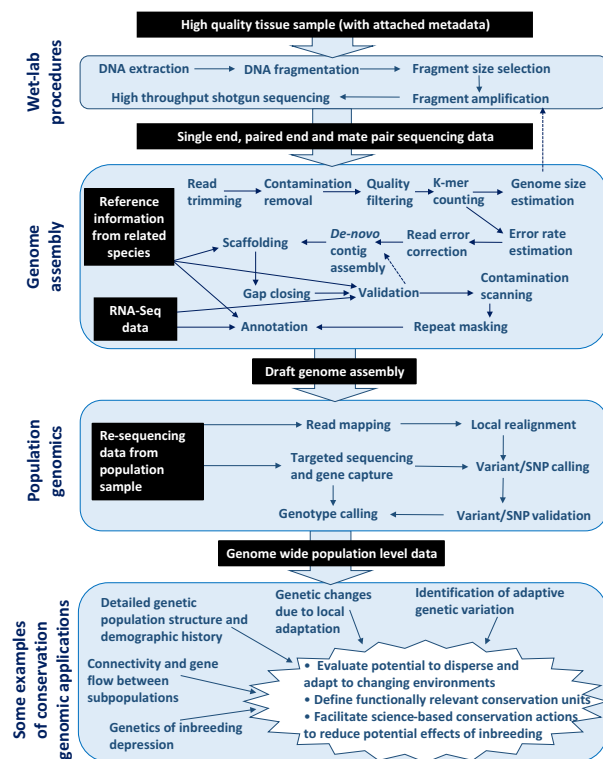 High quality tissue sample (with attached metadata)
Wet-lab
procedures
DNA extraction
DNA fragmentation
Fragment size selection
High throughput shotgun sequencing
Fragment amplification
Single end, paired end and mate pair sequencing data
Genome
assembly
Reference
information
from related
species
Read
trimming
Contamination
removal
Quality
filtering
K-mer
counting
Genome size
estimation
Scaffolding
De-novo
contig
assembly
Read error
correction
Error rate
estimation
Gap closing
Validation
Contamination
scanning
RNA-Seq
data
Annotation
Repeat masking
Draft genome assembly
Population
genomics
Re-sequencing
data from
population
sample
Read mapping
Local realignment
Targeted sequencing
and gene capture
Variant/SNP calling
Genotype calling
Variant/SNP validation
Genome wide population level data
Some examples
of conservation
genomic applications
Detailed genetic
population structure and
demographic history
Genetic changes
due to local
adaptation
Identification of adaptive
genetic variation
Connectivity and gene
flow between
subpopulations
Genetics of inbreeding
depression
• Evaluate potential to disperse and
adapt to changing environments
• Define functionally relevant conservation units
• Facilitate science-based conservation actions
to reduce potential effects of inbreeding